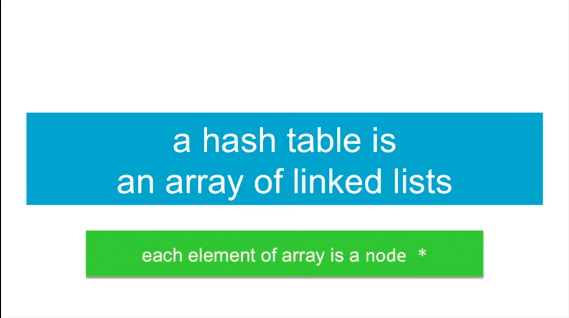 a hash table is
an array of linked lists
each element of array is a node *